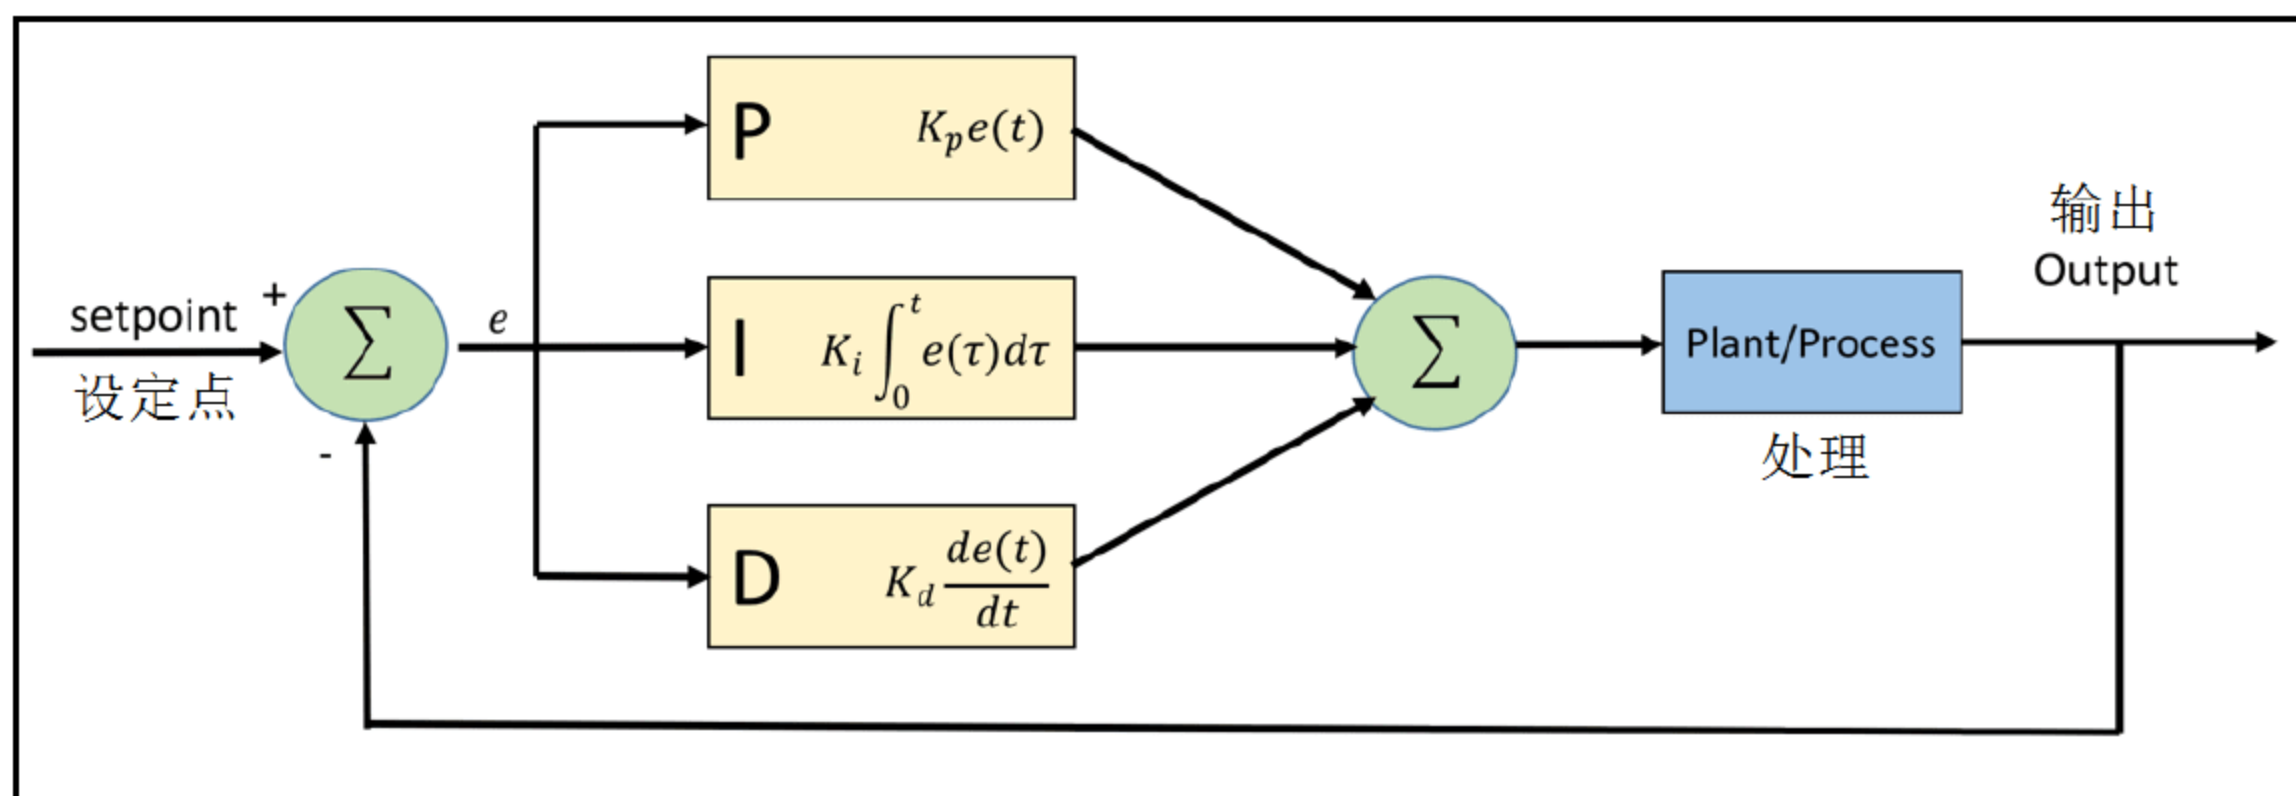 setpoint
设定点
+
-
∑
e
P K_p e(t)
I K_i ∫_0^t e(τ)dτ
D K_d de(t)/dt
∑
Plant/Process
处理
输出
Output